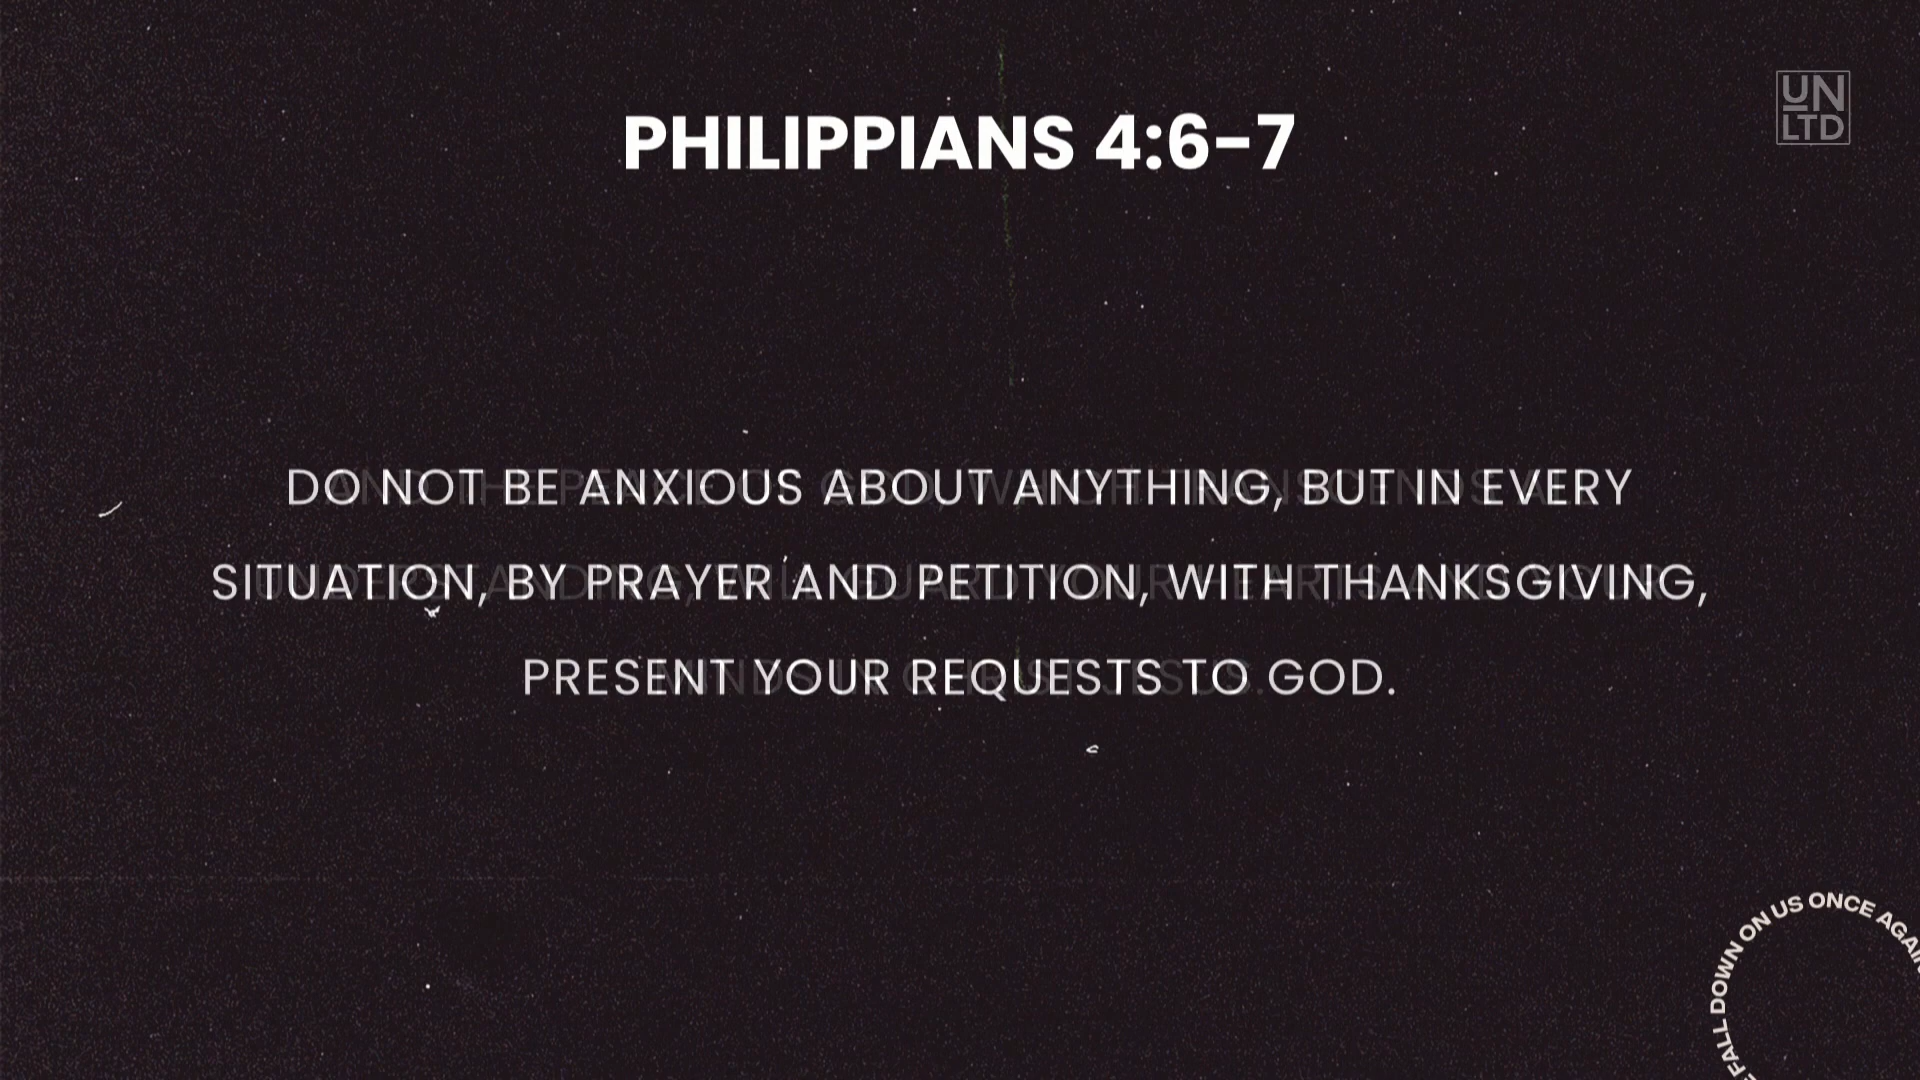 PHILIPPIANS 4:6-7
UN
LTD
DO NOT BE ANXIOUS ABOUT ANYTHING, BUT IN EVERY
SITUATION, BY PRAYER AND PETITION, WITH THANKSGIVING,
PRESENT YOUR REQUESTS TO GOD.
FALL DOWN ON US ONCE AGAIN